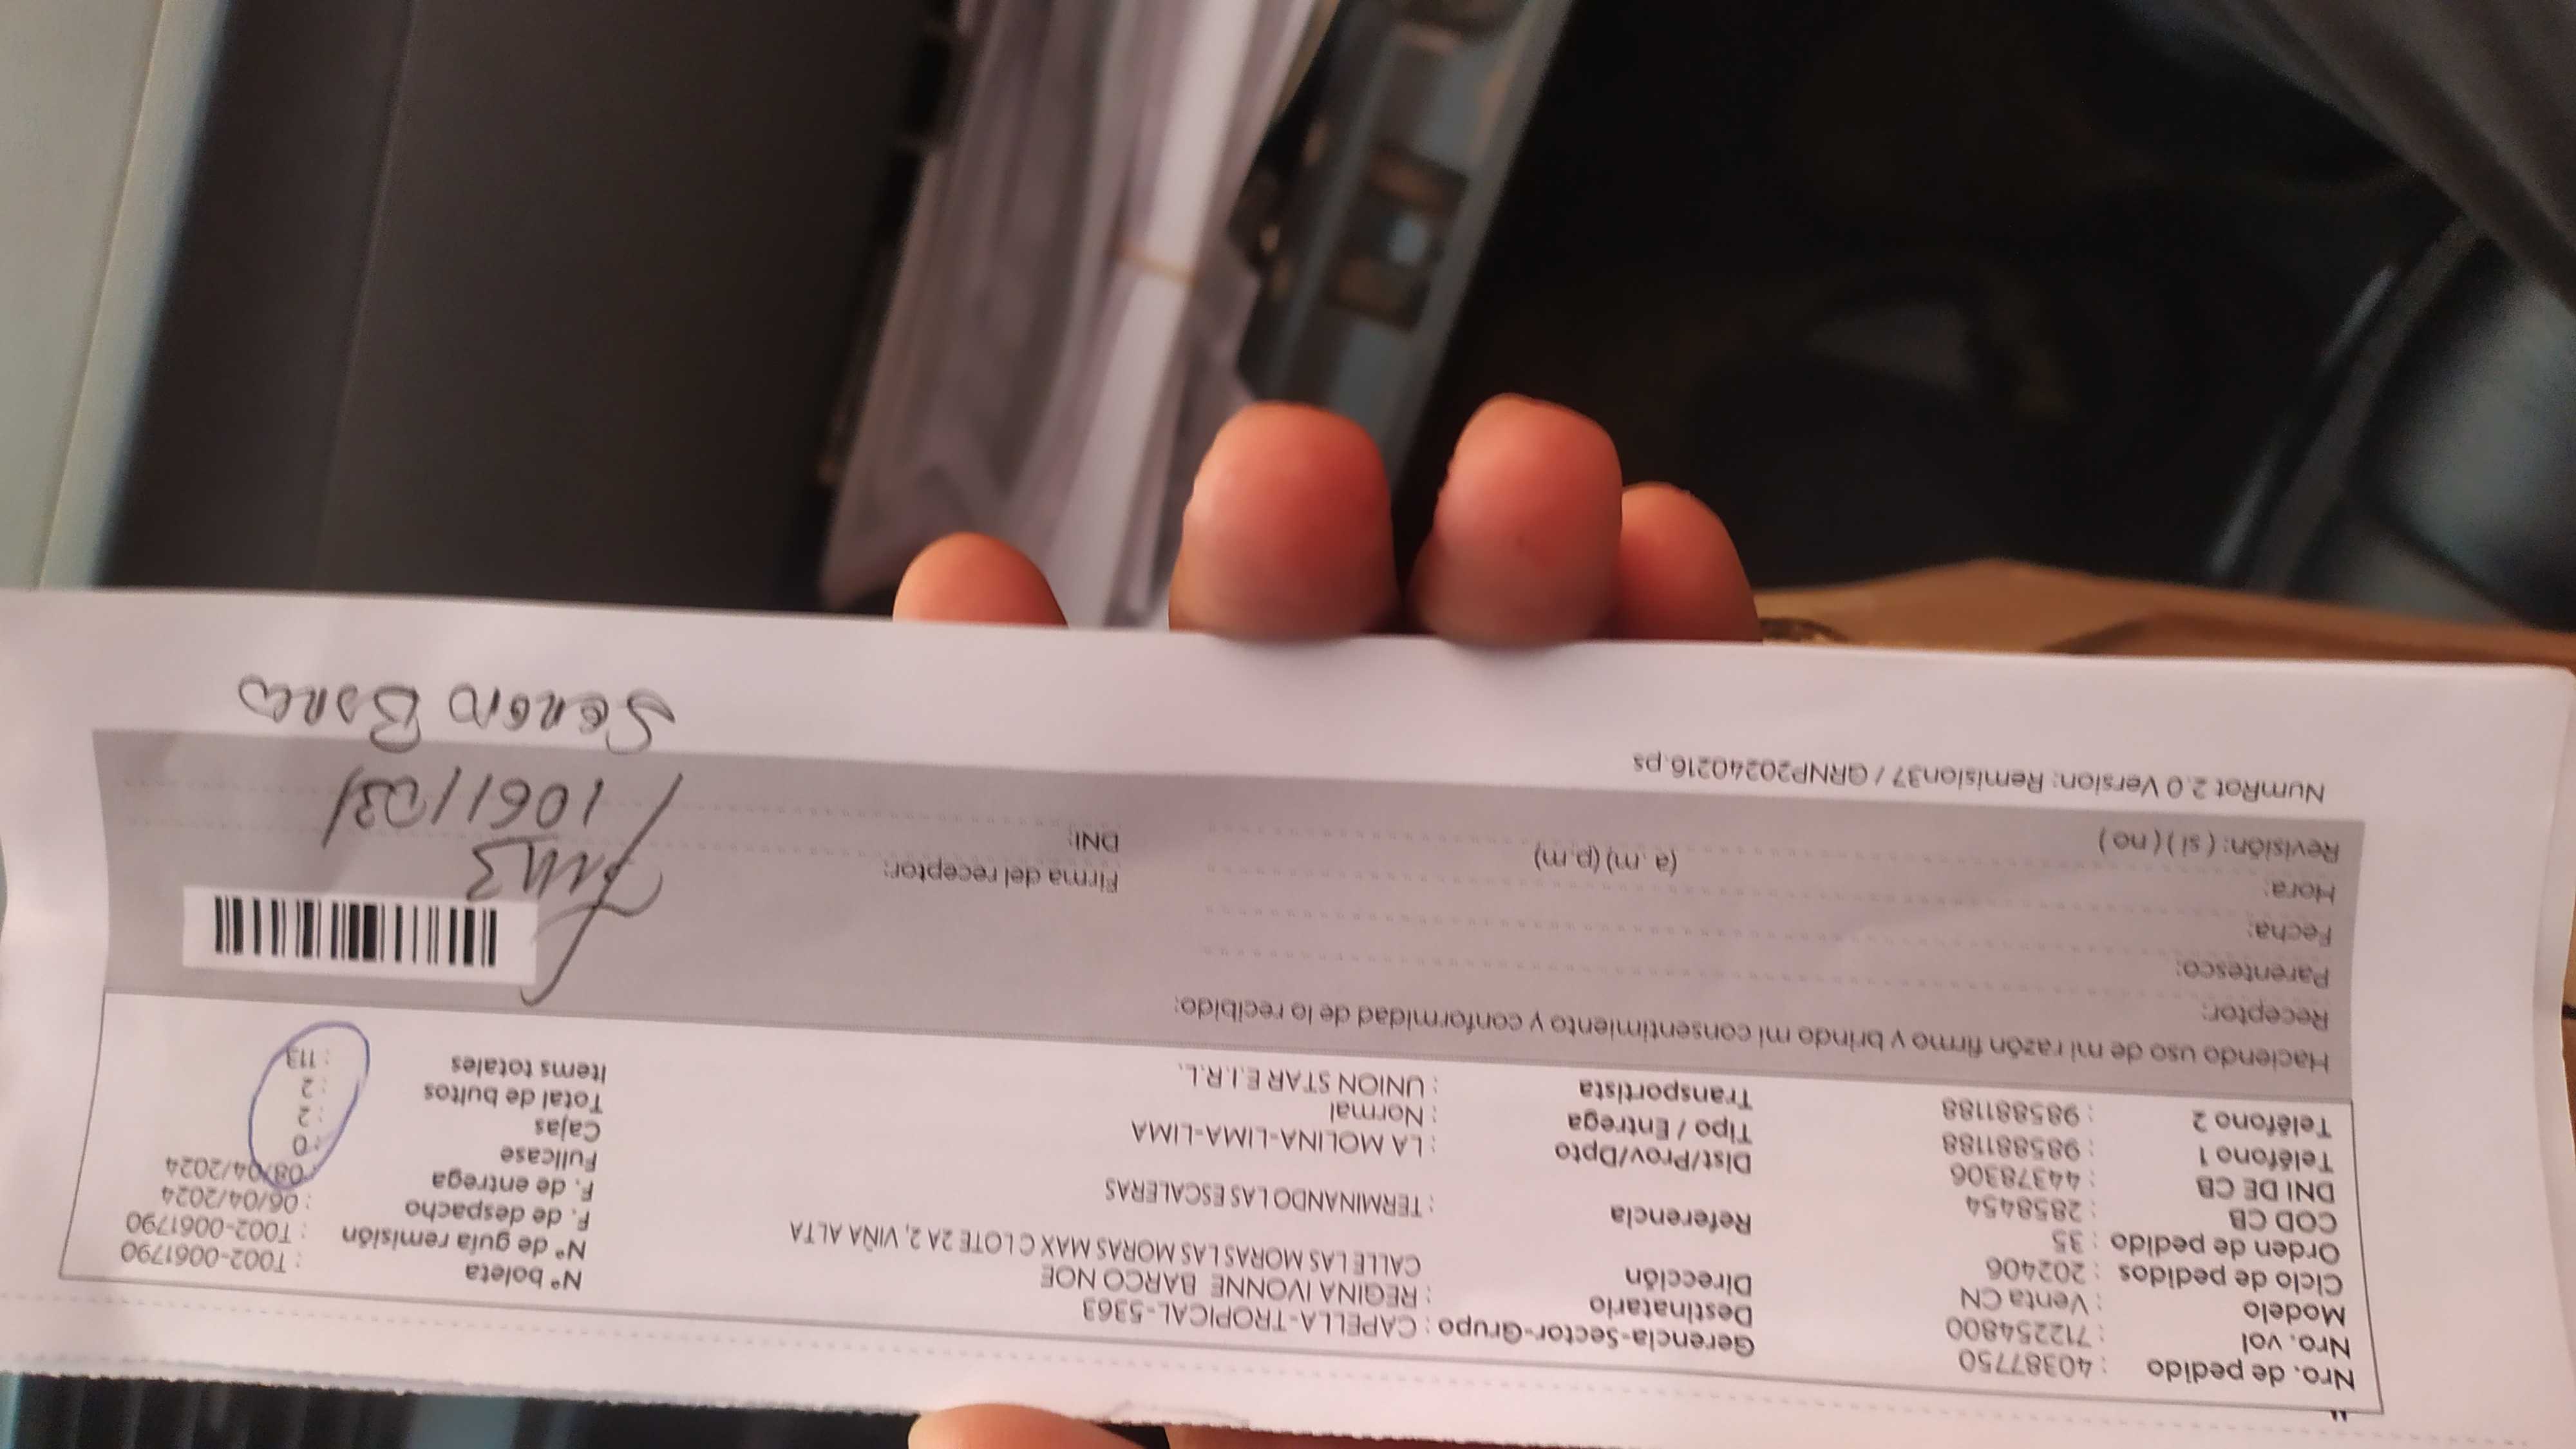 Nro. de pedido : 40387750
Nro. vol : 712254800
Modelo : Venta CN
Ciclo de pedidos : 202406
Orden de pedido : 35
COD CB : 2858454
DNI DE CB : 44378306
Teléfono 1 : 985881188
Teléfono 2 : 985881188
Gerencia-Sector-Grupo : CAPELLA-TROPICAL-5363
Destinatario : REGINA IVONNE BARCO NOE
Dirección CALLE LAS MORAS LAS MORAS MAX C LOTE 2A 2, VIÑA ALTA
Referencia : TERMINANDO LAS ESCALERAS
Dist/Prov/Dpto : LA MOLINA-LIMA-LIMA
Tipo / Entrega : Normal
Transportista : UNION STAR E.I.R.L.
Nº boleta : T002-0061790
Nº de guía remisión : T002-0061790
F. de despacho : 06/04/2024
F. de entrega : 08/04/2024
Fullcase : 0
Cajas : 2
Total de bultos : 2
Items totales : 113
Haciendo uso de mi razón firmo y brindo mi consentimiento y conformidad de lo recibido:
Receptor:
Parentesco:
Fecha:
Hora: (a. m) (p.m)
Revisión: ( si ) ( no )
Firma del receptor:
DNI:
NumRot 2.0 Version: Remision37 / QRNP20240216.ps